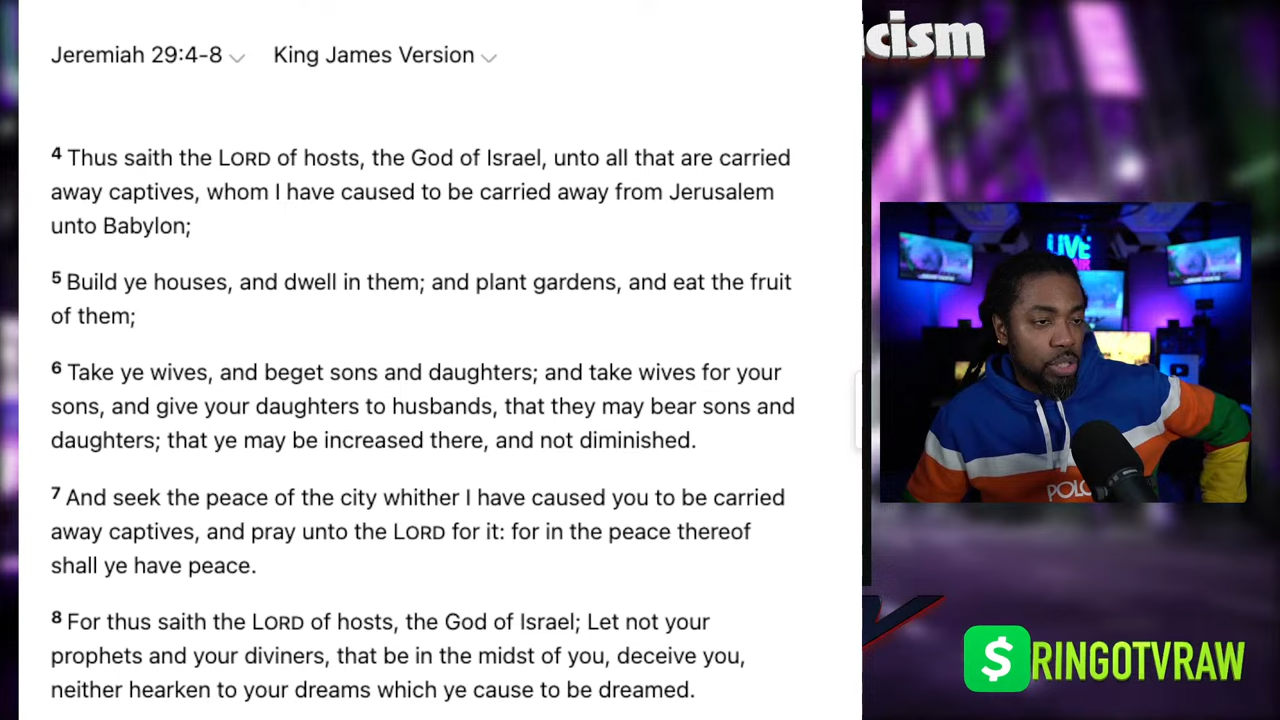 Jeremiah 29:4-8 King James Version
4 Thus saith the LORD of hosts, the God of Israel, unto all that are carried
away captives, whom I have caused to be carried away from Jerusalem
unto Babylon;
5 Build ye houses, and dwell in them; and plant gardens, and eat the fruit
of them;
6 Take ye wives, and beget sons and daughters; and take wives for your
sons, and give your daughters to husbands, that they may bear sons and
daughters; that ye may be increased there, and not diminished.
7 And seek the peace of the city whither I have caused you to be carried
away captives, and pray unto the LORD for it: for in the peace thereof
shall ye have peace.
8 For thus saith the LORD of hosts, the God of Israel; Let not your
prophets and your diviners, that be in the midst of you, deceive you,
neither hearken to your dreams which ye cause to be dreamed.
cism
LIVE
POLO
$RINGOTVRAW